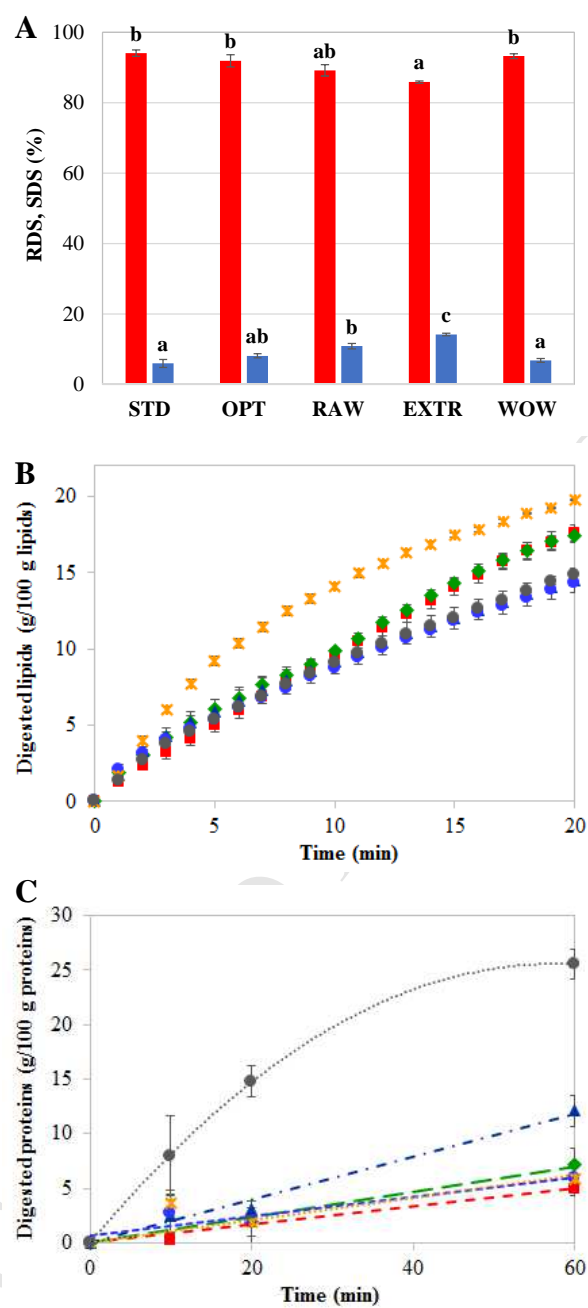 A
RDS, SDS (%)
100
80
60
40
20
0
b b ab a b
a ab b c a
STD OPT RAW EXTR WOW
B
Digested lipids (g/100 g lipids)
20
15
10
5
0
0 5 10 15 20
Time (min)
C
Digested proteins (g/100 g proteins)
30
25
20
15
10
5
0
0 20 40 60
Time (min)